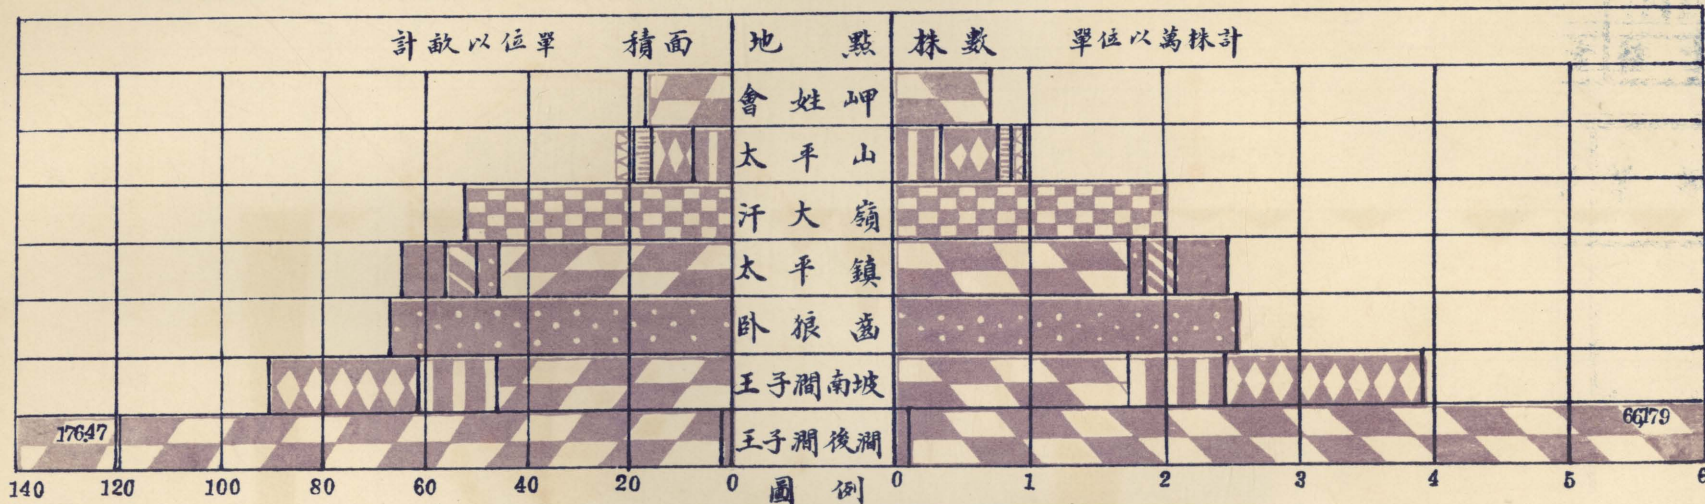 計畝以位單 積面 地點 株數 單位以萬株計
會姓岬
太平山
汗大嶺
太平鎮
卧狼齒
王子澗南坡
17647 王子澗後澗 66179
140 120 100 80 60 40 20 0 圖例 0 1 2 3 4 5 6